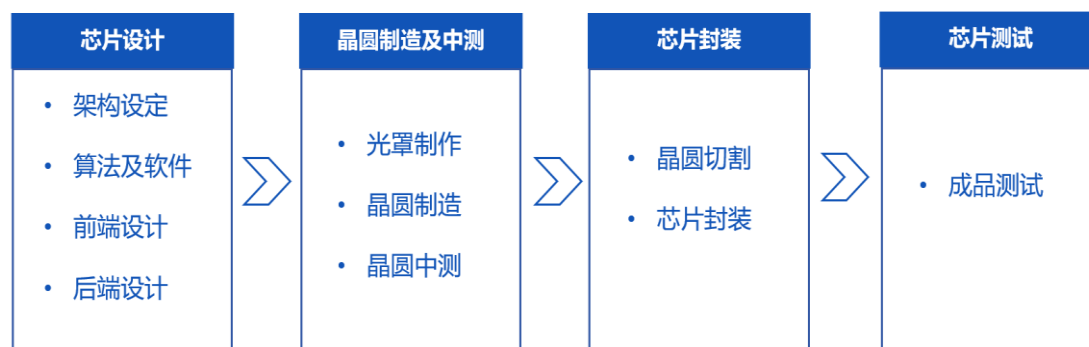 芯片设计
• 架构设定
• 算法及软件
• 前端设计
• 后端设计
晶圆制造及中测
• 光罩制作
• 晶圆制造
• 晶圆中测
芯片封装
• 晶圆切割
• 芯片封装
芯片测试
• 成品测试